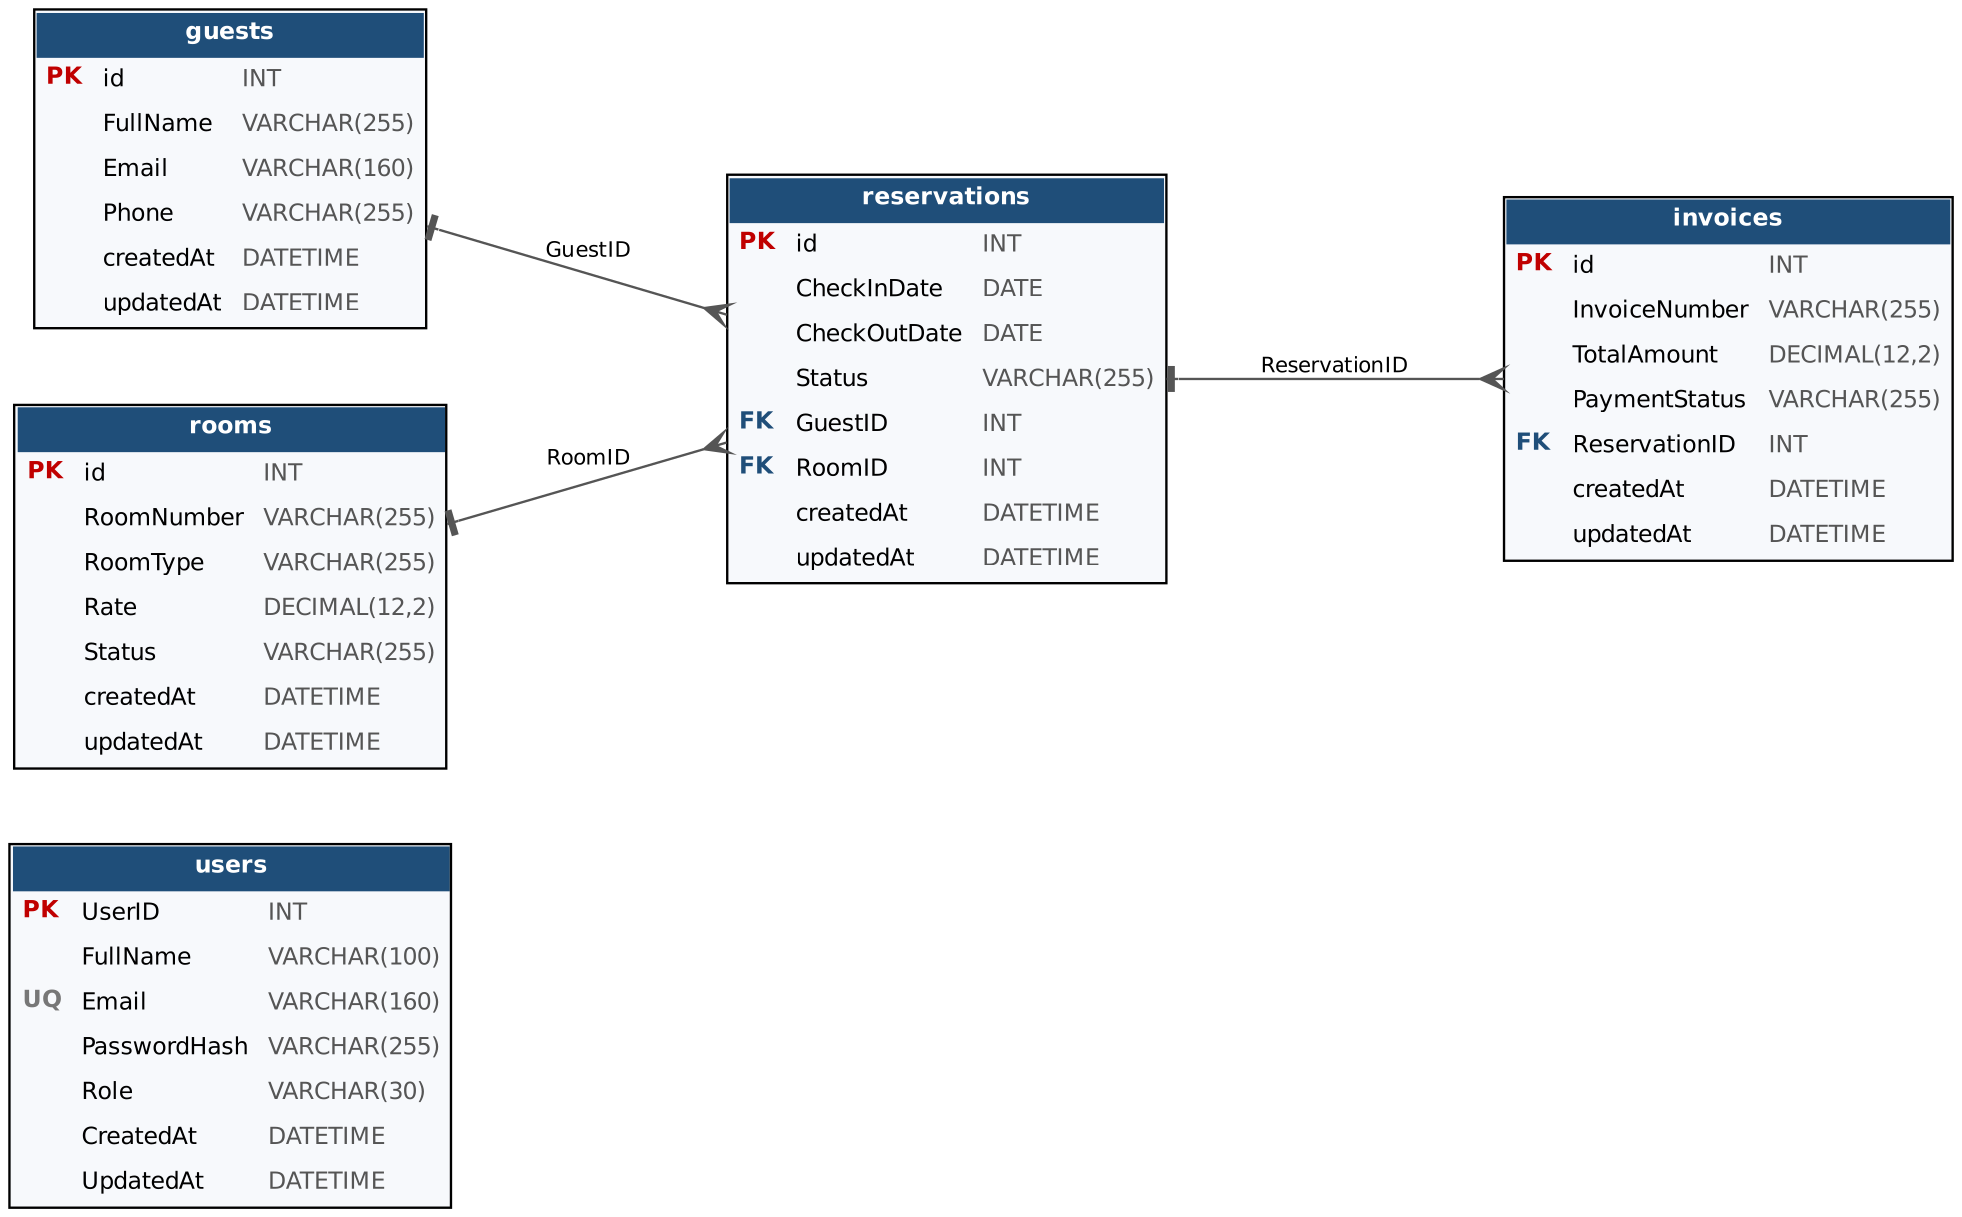 guests
PK id INT
FullName VARCHAR(255)
Email VARCHAR(160)
Phone VARCHAR(255)
createdAt DATETIME
updatedAt DATETIME
GuestID
rooms
PK id INT
RoomNumber VARCHAR(255)
RoomType VARCHAR(255)
Rate DECIMAL(12,2)
Status VARCHAR(255)
createdAt DATETIME
updatedAt DATETIME
RoomID
reservations
PK id INT
CheckInDate DATE
CheckOutDate DATE
Status VARCHAR(255)
FK GuestID INT
FK RoomID INT
createdAt DATETIME
updatedAt DATETIME
ReservationID
invoices
PK id INT
InvoiceNumber VARCHAR(255)
TotalAmount DECIMAL(12,2)
PaymentStatus VARCHAR(255)
FK ReservationID INT
createdAt DATETIME
updatedAt DATETIME
users
PK UserID INT
FullName VARCHAR(100)
UQ Email VARCHAR(160)
PasswordHash VARCHAR(255)
Role VARCHAR(30)
CreatedAt DATETIME
UpdatedAt DATETIME